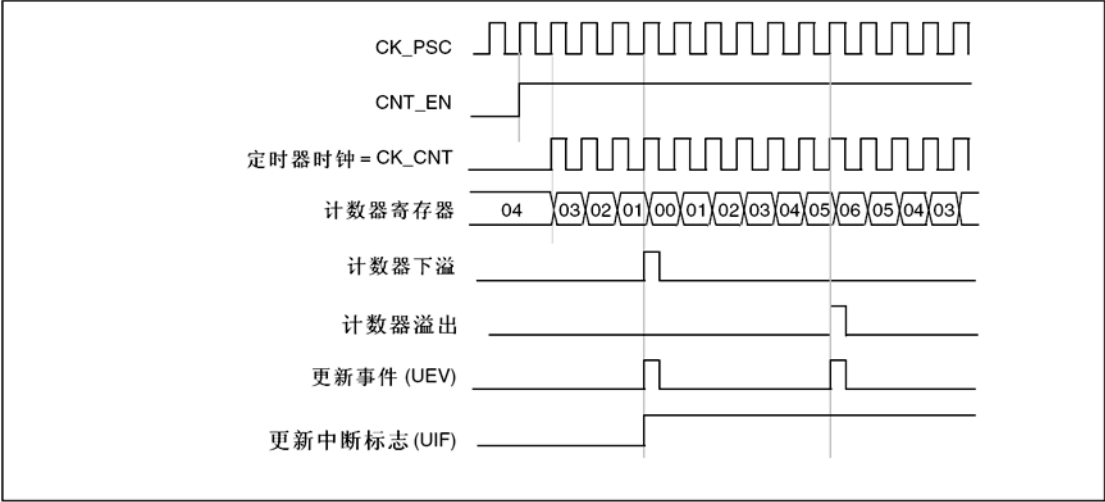 CK_PSC
CNT_EN
定时器时钟 = CK_CNT
计数器寄存器 04 03 02 01 00 01 02 03 04 05 06 05 04 03
计数器下溢
计数器溢出
更新事件 (UEV)
更新中断标志 (UIF)